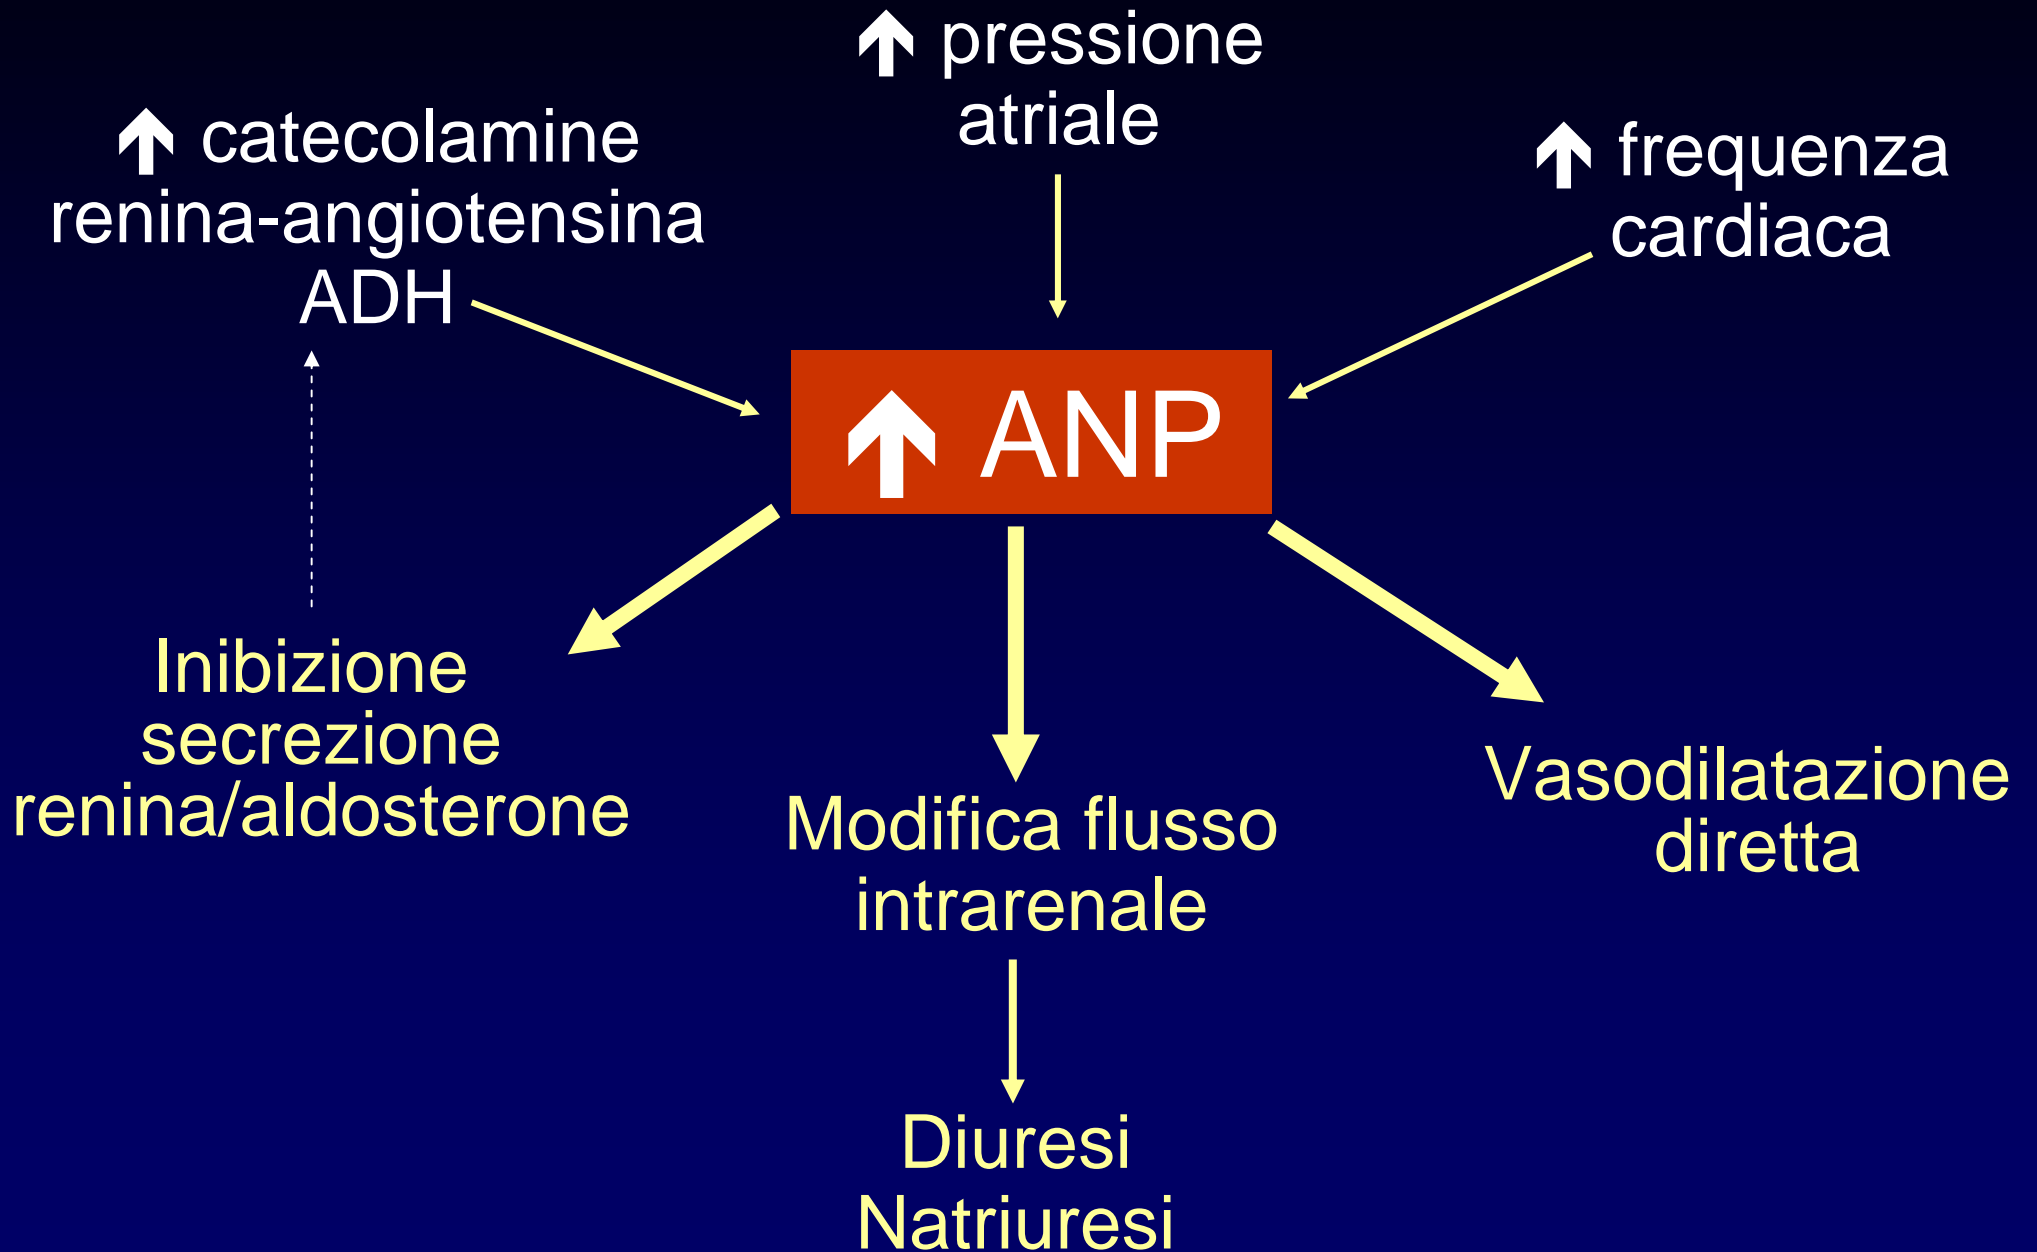 ↑ pressione
atriale
↑ catecolamine
renina-angiotensina
ADH
↑ frequenza
cardiaca
↑ ANP
Inibizione
secrezione
renina/aldosterone
Modifica flusso
intrarenale
Vasodilatazione
diretta
Diuresi
Natriuresi